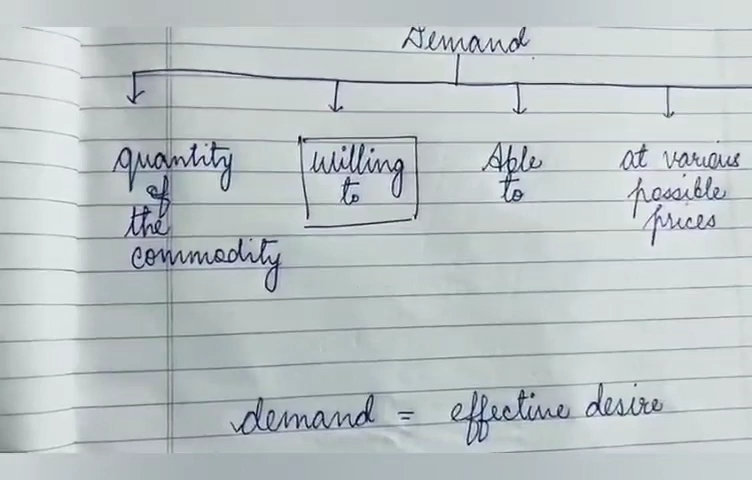 Demand
quantity
of
the
commodity
willing
to
Able
to
at various
possible
prices
demand = effective desire